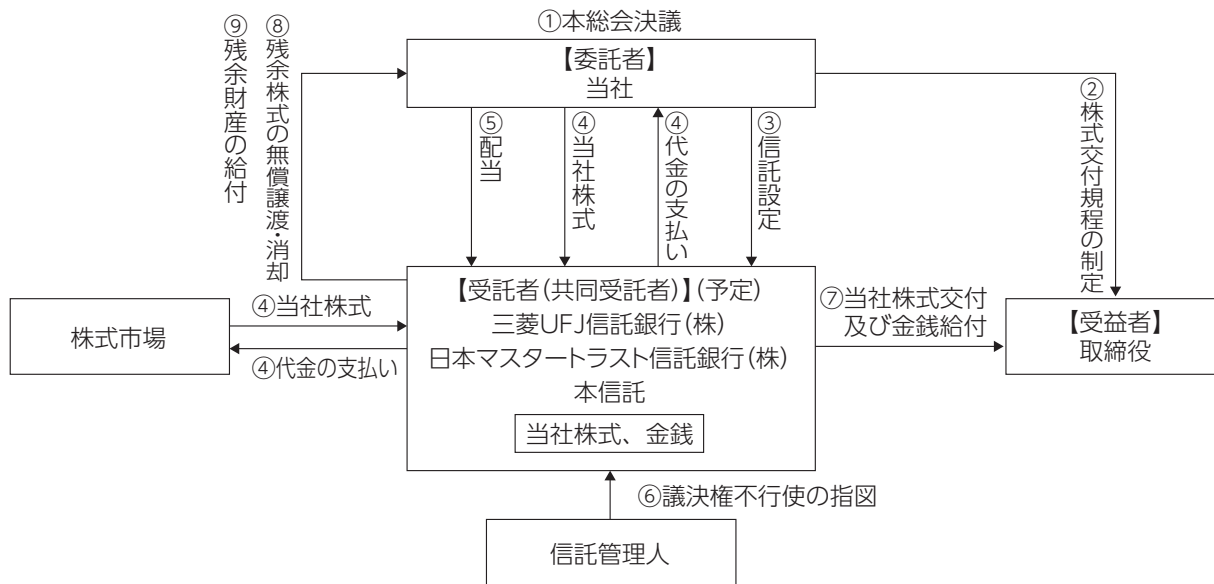 ①本総会決議
【委託者】
当社
⑨残余財産の給付
⑧残余株式の無償譲渡・消却
⑤配当
④当社株式
④代金の支払い
③信託設定
②株式交付規程の制定
【受託者（共同受託者）】（予定）
三菱UFJ信託銀行（株）
日本マスタートラスト信託銀行（株）
本信託
当社株式、金銭
株式市場
④当社株式
④代金の支払い
⑦当社株式交付
及び金銭給付
【受益者】
取締役
⑥議決権不行使の指図
信託管理人